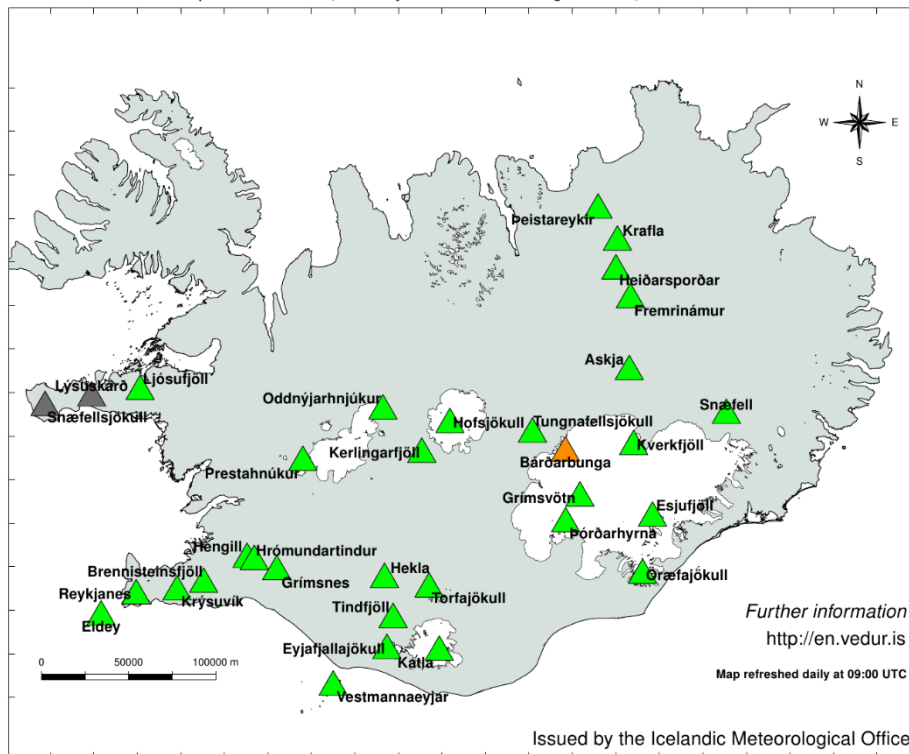 N
W E
S
Þeistareykir
Krafla
Heiðarsporðar
Fremrinámur
Askja
Lýsuskarð
Ljósufjöll
Snæfellsjökull
Oddnýjarhnjúkur
Hofsjökull
Tungnafellsjökull
Snæfell
Kerlingarfjöll
Kverkfjöll
Prestahnúkur
Bárðarbunga
Grímsvötn
Esjufjöll
Þórðarhyrna
Hengill
Hrómundartindur
Brennisteinsfjöll
Grímsnes
Hekla
Öræfajökull
Reykjanes
Krýsuvík
Torfajökull
Tindfjöll
Eldey
Eyjafjallajökull
Katla
Vestmannaeyjar
0 50000 100000 m
Further information
http://en.vedur.is
Map refreshed daily at 09:00 UTC
Issued by the Icelandic Meteorological Office